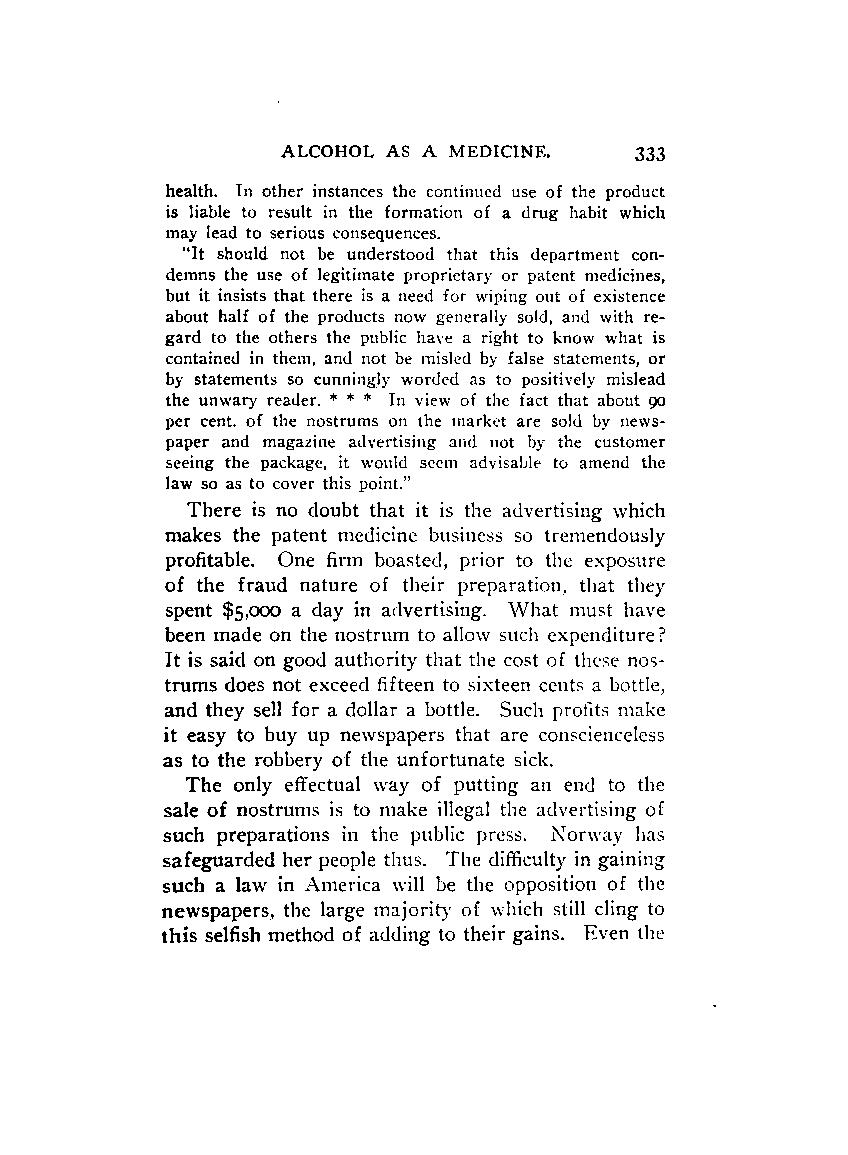 ALCOHOL AS A MEDICINE. 333
health. In other instances the continued use of the product
is liable to result in the formation of a drug habit which
may lead to serious consequences.
"It should not be understood that this department con-
demns the use of legitimate proprietary or patent medicines,
but it insists that there is a need for wiping out of existence
about half of the products now generally sold, and with re-
gard to the others the public have a right to know what is
contained in them, and not be misled by false statements, or
by statements so cunningly worded as to positively mislead
the unwary reader. * * * In view of the fact that about 90
per cent. of the nostrums on the market are sold by news-
paper and magazine advertising and not by the customer
seeing the package, it would seem advisable to amend the
law so as to cover this point."
There is no doubt that it is the advertising which
makes the patent medicine business so tremendously
profitable. One firm boasted, prior to the exposure
of the fraud nature of their preparation, that they
spent $5,000 a day in advertising. What must have
been made on the nostrum to allow such expenditure?
It is said on good authority that the cost of these nos-
trums does not exceed fifteen to sixteen cents a bottle,
and they sell for a dollar a bottle. Such profits make
it easy to buy up newspapers that are conscienceless
as to the robbery of the unfortunate sick.
The only effectual way of putting an end to the
sale of nostrums is to make illegal the advertising of
such preparations in the public press. Norway has
safeguarded her people thus. The difficulty in gaining
such a law in America will be the opposition of the
newspapers, the large majority of which still cling to
this selfish method of adding to their gains. Even the